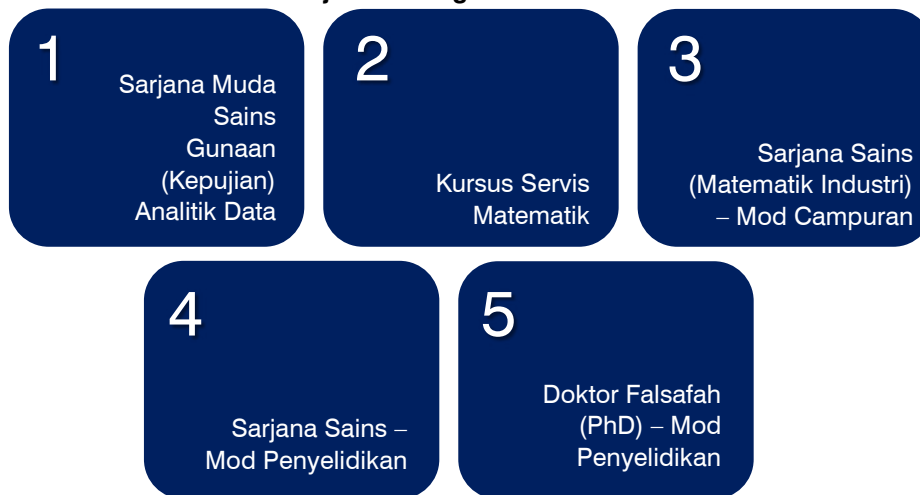 1
Sarjana Muda
Sains
Gunaan
(Kepujian)
Analitik Data
2
Kursus Servis
Matematik
3
Sarjana Sains
(Matematik Industri)
– Mod Campuran
4
Sarjana Sains –
Mod Penyelidikan
5
Doktor Falsafah
(PhD) – Mod
Penyelidikan